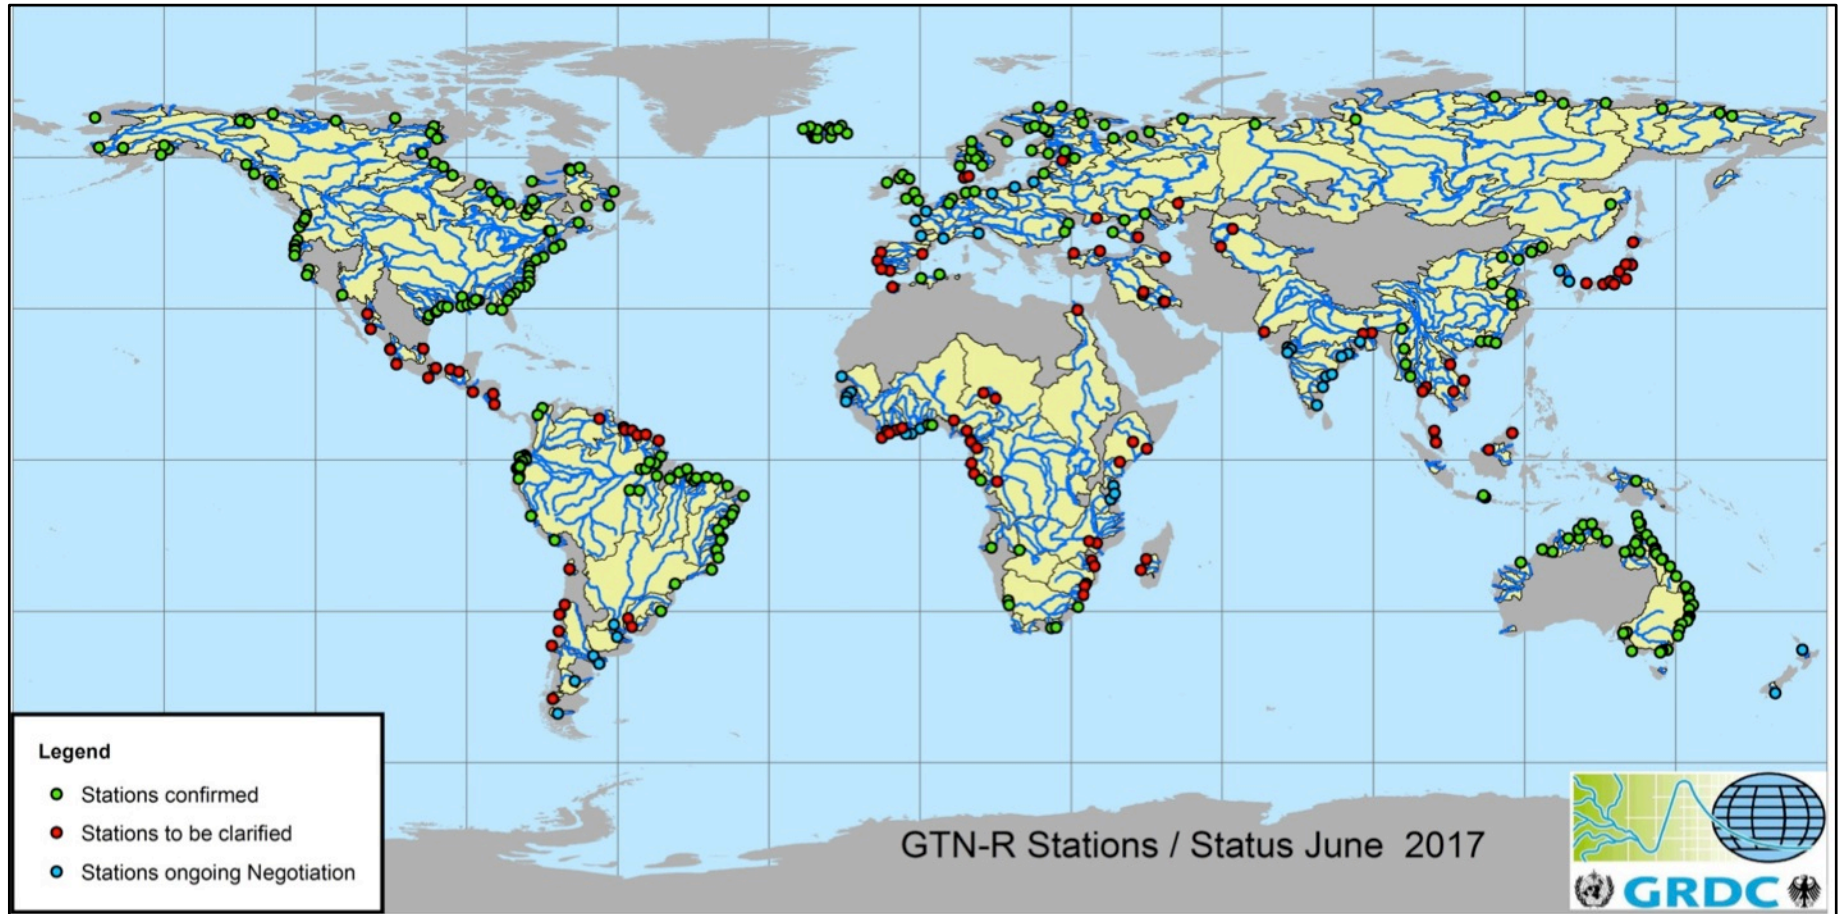 Legend
Stations confirmed
Stations to be clarified
Stations ongoing Negotiation
GTN-R Stations / Status June 2017
GRDC